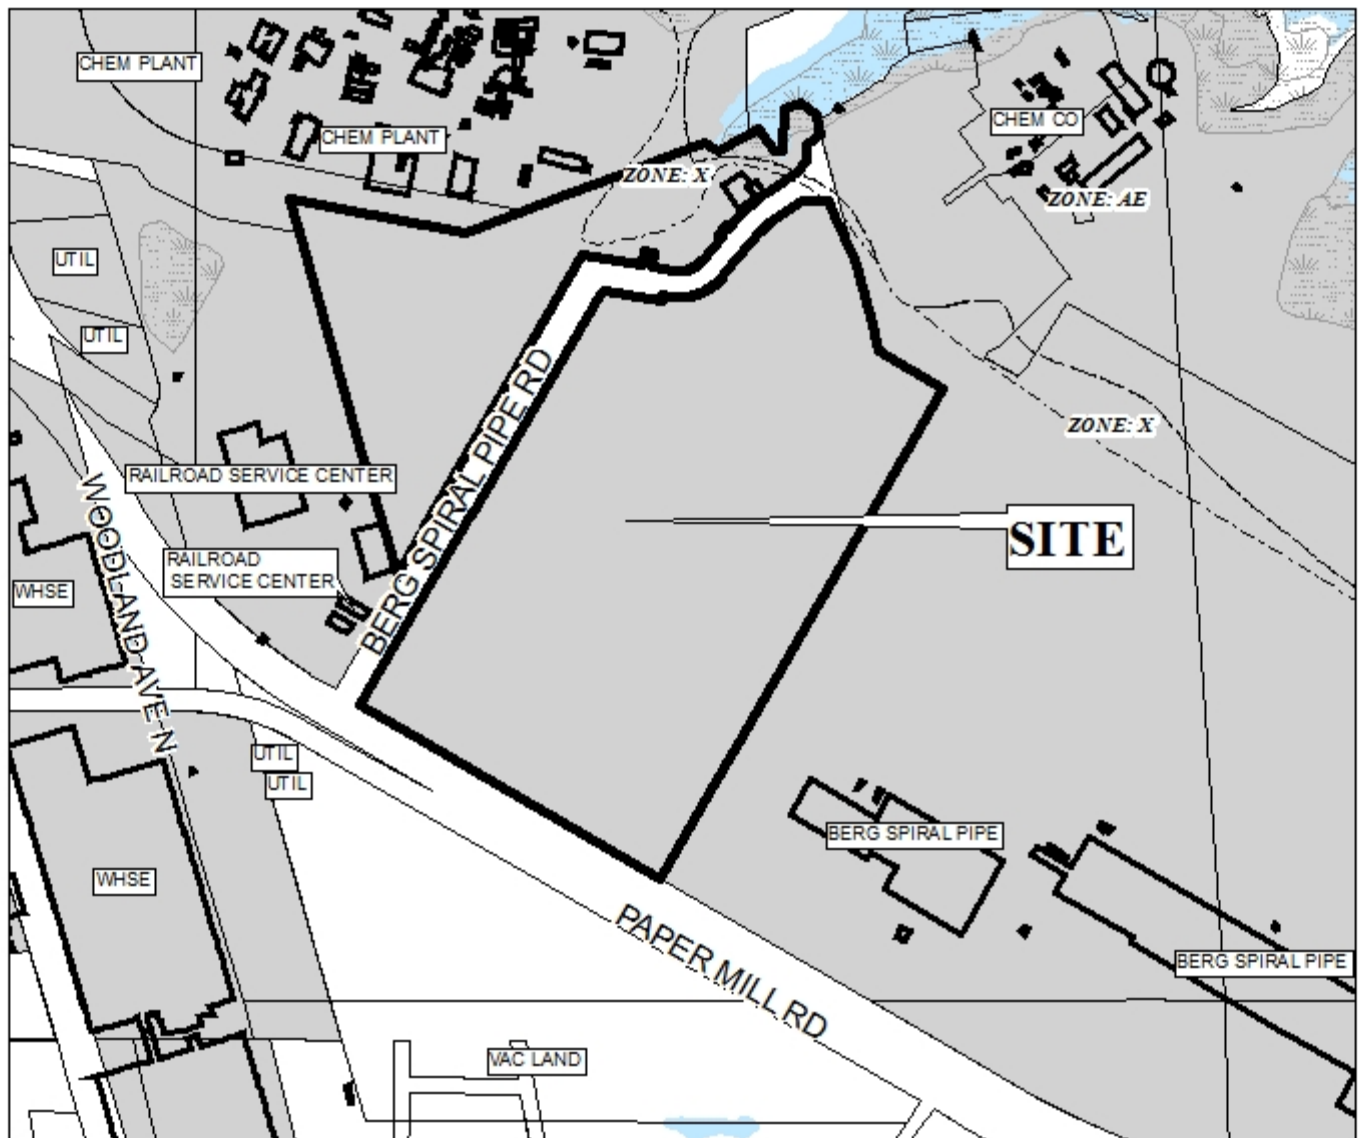 CHEM PLANT
CHEM PLANT
CHEM CO
ZONE: X
ZONE: AE
UTIL
UTIL
BERG SPIRAL PIPE RD
ZONE: X
RAILROAD SERVICE CENTER
WOODLAND AVE N
SITE
RAILROAD
SERVICE CENTER
WHSE
UTIL
UTIL
BERG SPIRAL PIPE
WHSE
PAPER MILL RD
BERG SPIRAL PIPE
VAC LAND